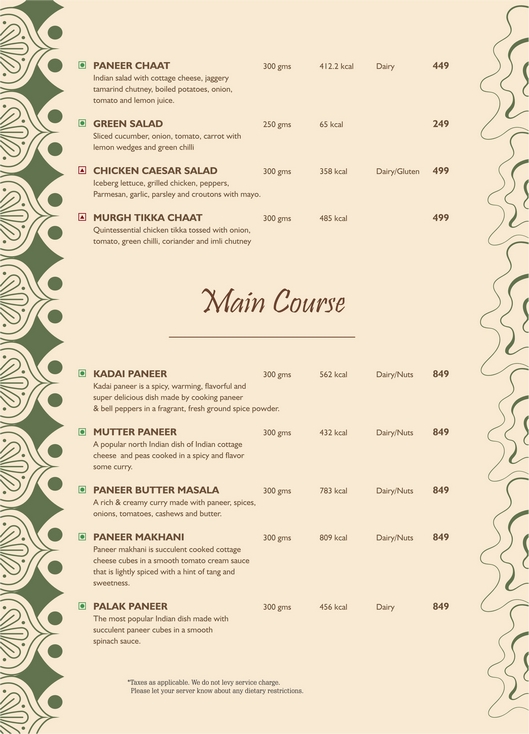 PANEER CHAAT 300 gms 412.2 kcal Dairy 449
Indian salad with cottage cheese, jaggery
tamarind chutney, boiled potatoes, onion,
tomato and lemon juice.
GREEN SALAD 250 gms 65 kcal 249
Sliced cucumber, onion, tomato, carrot with
lemon wedges and green chilli
CHICKEN CAESAR SALAD 300 gms 358 kcal Dairy/Gluten 499
Iceberg lettuce, grilled chicken, peppers,
Parmesan, garlic, parsley and croutons with mayo.
MURGH TIKKA CHAAT 300 gms 485 kcal 499
Quintessential chicken tikka tossed with onion,
tomato, green chilli, coriander and imli chutney
Main Course
KADAI PANEER 300 gms 562 kcal Dairy/Nuts 849
Kadai paneer is a spicy, warming, flavorful and
super delicious dish made by cooking paneer
& bell peppers in a fragrant, fresh ground spice powder.
MUTTER PANEER 300 gms 432 kcal Dairy/Nuts 849
A popular north Indian dish of Indian cottage
cheese and peas cooked in a spicy and flavor
some curry.
PANEER BUTTER MASALA 300 gms 783 kcal Dairy/Nuts 849
A rich & creamy curry made with paneer, spices,
onions, tomatoes, cashews and butter.
PANEER MAKHANI 300 gms 809 kcal Dairy/Nuts 849
Paneer makhani is succulent cooked cottage
cheese cubes in a smooth tomato cream sauce
that is lightly spiced with a hint of tang and
sweetness.
PALAK PANEER 300 gms 456 kcal Dairy 849
The most popular Indian dish made with
succulent paneer cubes in a smooth
spinach sauce.
*Taxes as applicable. We do not levy service charge.
Please let your server know about any dietary restrictions.